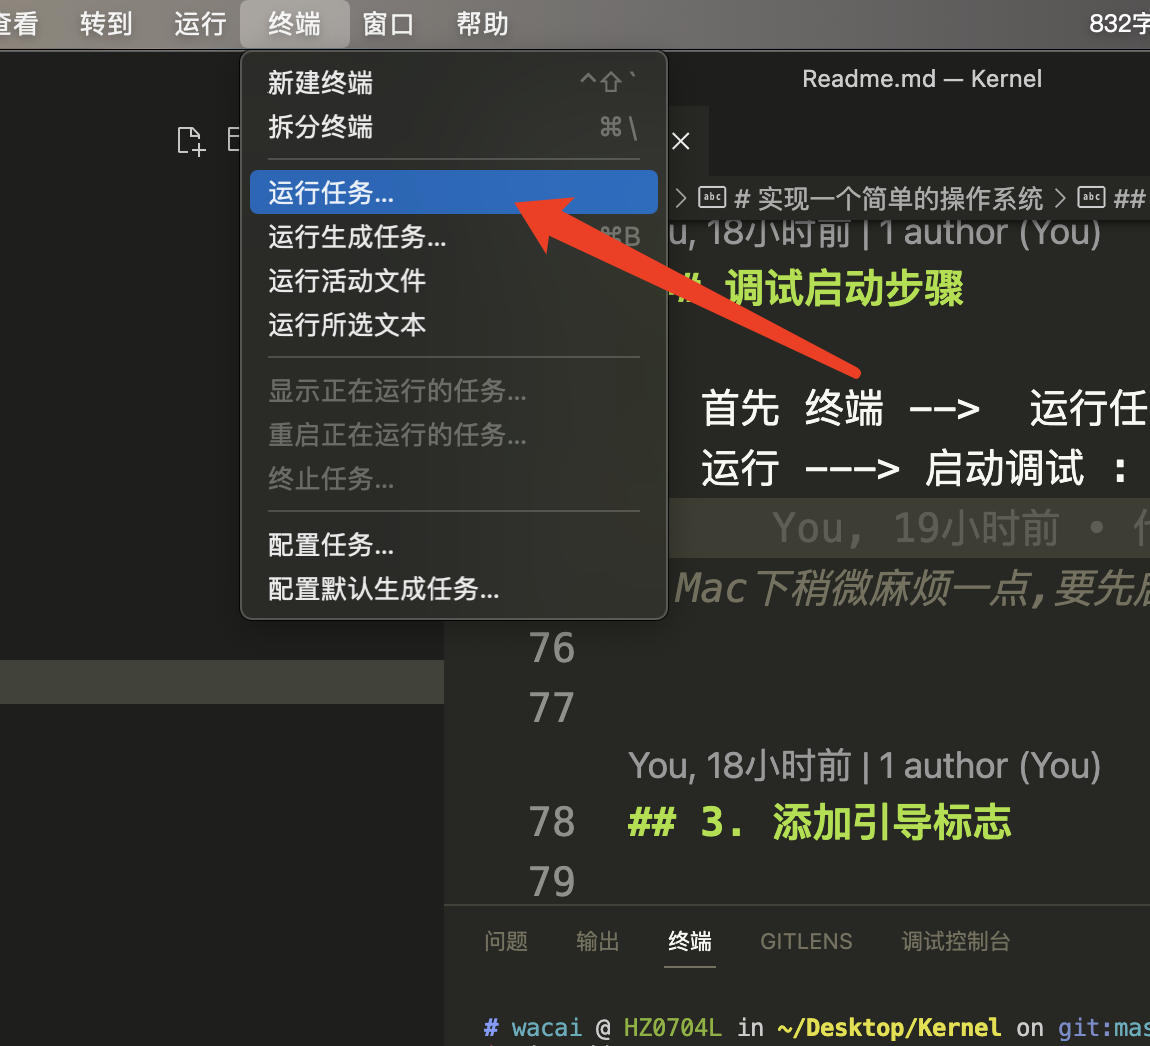 查看 转到 运行 终端 窗口 帮助 832字
Readme.md — Kernel
新建终端 ^⇧`
拆分终端 ⌘\
运行任务...
运行生成任务... ⌘B
运行活动文件
运行所选文本
显示正在运行的任务...
重启正在运行的任务...
终止任务...
配置任务...
配置默认生成任务...
# 实现一个简单的操作系统 > ##
u, 18小时前 | 1 author (You)
# 调试启动步骤
首先 终端 --> 运行任
运行 ---> 启动调试 :
You, 19小时前 •
Mac下稍微麻烦一点,要先启
76
77
You, 18小时前 | 1 author (You)
78 ## 3. 添加引导标志
79
问题 输出 终端 GITLENS 调试控制台
# wacai @ HZ0704L in ~/Desktop/Kernel on git:mas